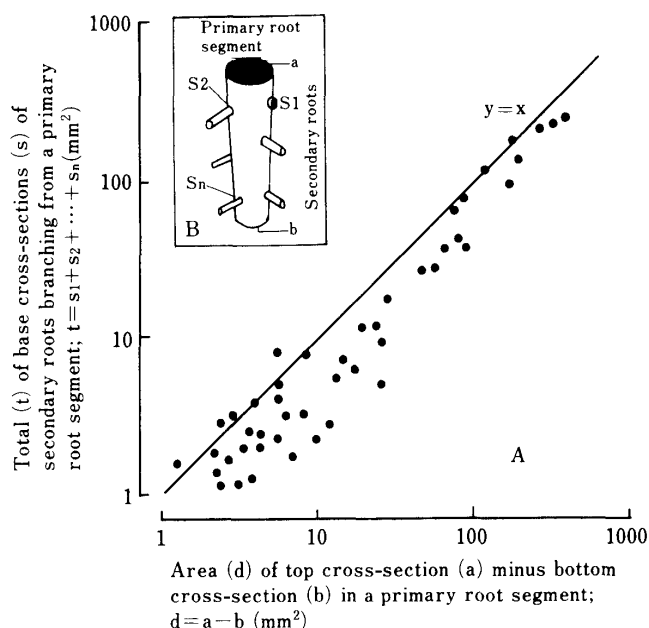 Total (t) of base cross-sections (s) of
secondary roots branching from a primary
root segment; t=s1+s2+···+sn(mm²)
1000
100
10
1
Primary root
segment
a
S2
S1
Sn
b
B
Secondary roots
y=x
A
1
10
100
1000
Area (d) of top cross-section (a) minus bottom
cross-section (b) in a primary root segment;
d=a−b (mm²)